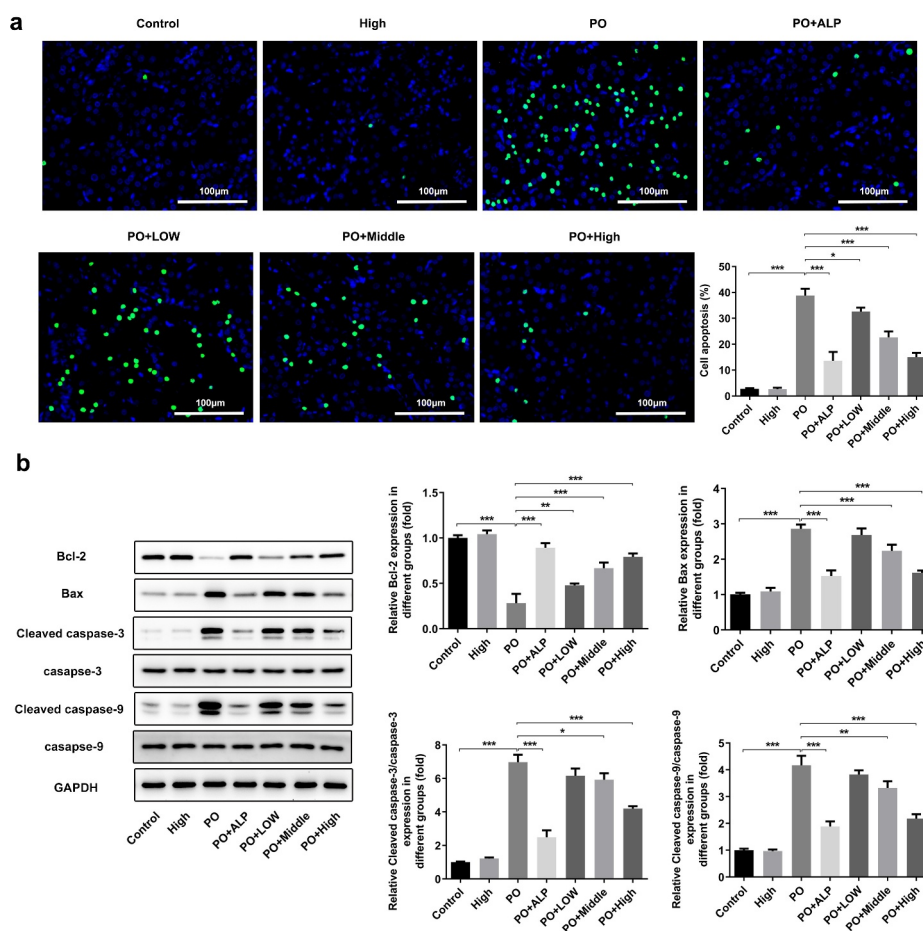 a
Control
High
PO
PO+ALP
100μm
100μm
100μm
100μm
PO+LOW
PO+Middle
PO+High
100μm
100μm
100μm
Cell apoptosis (%)
50
40
30
20
10
0
***
***
*
***
***
Control
High
PO
PO+ALP
PO+LOW
PO+Middle
PO+High
b
Bcl-2
Bax
Cleaved caspase-3
casapse-3
Cleaved caspase-9
casapse-9
GAPDH
Control
High
PO
PO+ALP
PO+LOW
PO+Middle
PO+High
Relative Bcl-2 expression in
different groups (fold)
1.5
1.0
0.5
0.0
***
***
**
***
***
Control
High
PO
PO+ALP
PO+LOW
PO+Middle
PO+High
Relative Bax expression in
different groups (fold)
4
3
2
1
0
***
***
***
***
Control
High
PO
PO+ALP
PO+LOW
PO+Middle
PO+High
Relative Cleaved caspase-3/caspase-3
expression in
different groups (fold)
8
6
4
2
0
***
*
***
***
Control
High
PO
PO+ALP
PO+LOW
PO+Middle
PO+High
Relative Cleaved caspase-9/caspase-9
expression in
different groups (fold)
6
4
2
0
***
**
***
***
Control
High
PO
PO+ALP
PO+LOW
PO+Middle
PO+High